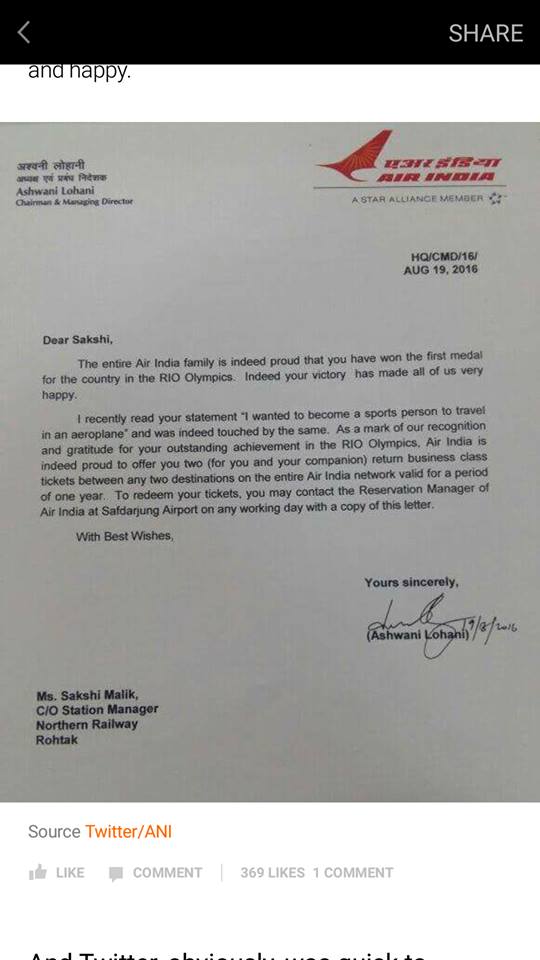 SHARE
and happy.
अश्वनी लोहानी
अध्यक्ष एवं प्रबंध निदेशक
Ashwani Lohani
Chairman & Managing Director
एअर इंडिया
AIR INDIA
A STAR ALLIANCE MEMBER
HQ/CMD/16/
AUG 19, 2016
Dear Sakshi,
The entire Air India family is indeed proud that you have won the first medal
for the country in the RIO Olympics. Indeed your victory has made all of us very
happy.
I recently read your statement "I wanted to become a sports person to travel
in an aeroplane" and was indeed touched by the same. As a mark of our recognition
and gratitude for your outstanding achievement in the RIO Olympics, Air India is
indeed proud to offer you two (for you and your companion) return business class
tickets between any two destinations on the entire Air India network valid for a period
of one year. To redeem your tickets, you may contact the Reservation Manager of
Air India at Safdarjung Airport on any working day with a copy of this letter.
With Best Wishes,
Yours sincerely,
(Ashwani Lohani) 19/8/2016
Ms. Sakshi Malik,
C/O Station Manager
Northern Railway
Rohtak
Source Twitter/ANI
LIKE COMMENT 369 LIKES 1 COMMENT
And Twitter, obviously, was quick to